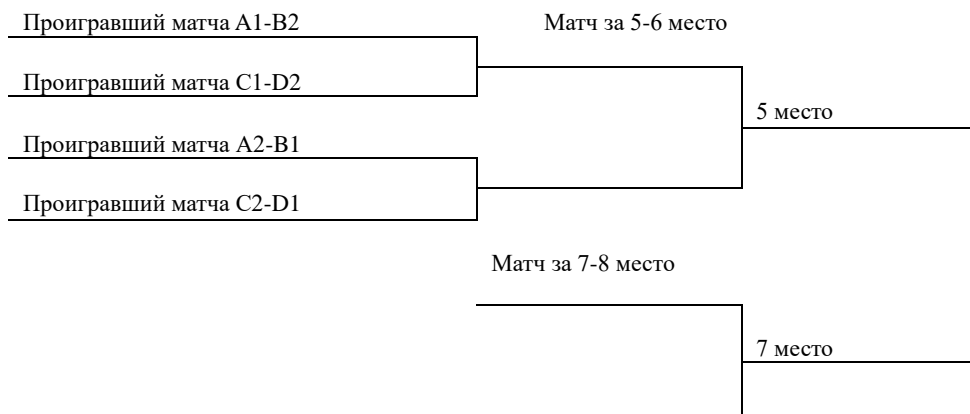 Проигравший матча A1-B2
Матч за 5-6 место
Проигравший матча C1-D2
5 место
Проигравший матча A2-B1
Проигравший матча C2-D1
Матч за 7-8 место
7 место